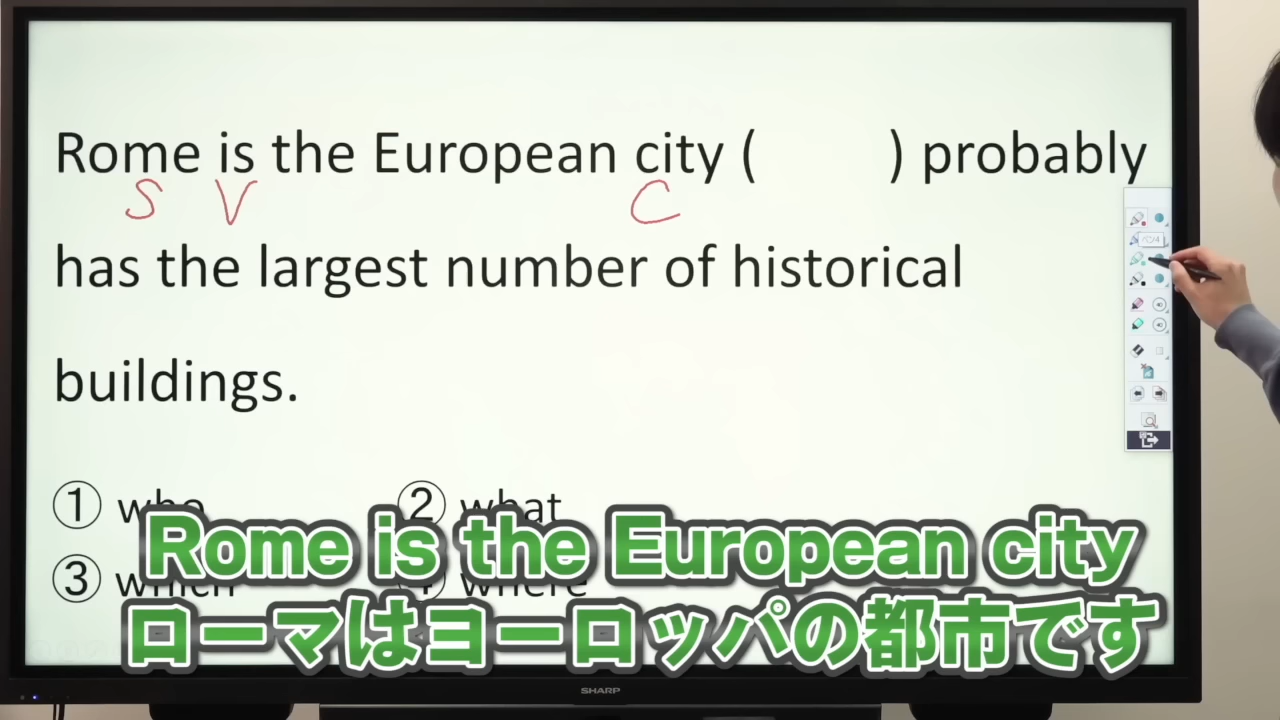 Rome is the European city (        ) probably
S V C
has the largest number of historical
buildings.
① who ② what
③ which ④ where
Rome is the European city
ローマはヨーロッパの都市です
SHARP